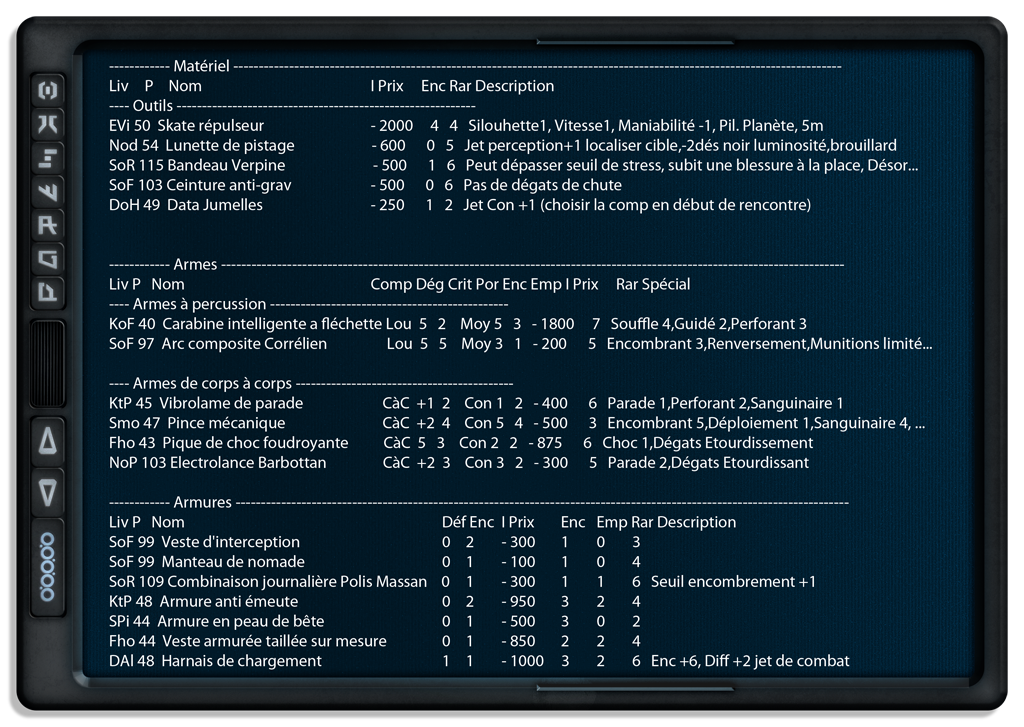 ------------ Matériel ------------------------------------------------------------
Liv P Nom I Prix Enc Rar Description
---- Outils ------------------------------------------------------------
EVi 50 Skate répulseur - 2000 4 4 Silouhette1, Vitesse1, Maniabilité -1, Pil. Planète, 5m
Nod 54 Lunette de pistage - 600 0 5 Jet perception+1 localiser cible,-2dés noir luminosité,brouillard
SoR 115 Bandeau Verpine - 500 1 6 Peut dépasser seuil de stress, subit une blessure à la place, Désor...
SoF 103 Ceinture anti-grav - 500 0 6 Pas de dégats de chute
DoH 49 Data Jumelles - 250 1 2 Jet Con +1 (choisir la comp en début de rencontre)
------------ Armes ------------------------------------------------------------
Liv P Nom Comp Dég Crit Por Enc Emp I Prix Rar Spécial
---- Armes à percussion ------------------------------------------------
KoF 40 Carabine intelligente a fléchette Lou 5 2 Moy 5 3 - 1800 7 Souffle 4,Guidé 2,Perforant 3
SoF 97 Arc composite Corrélien Lou 5 5 Moy 3 1 - 200 5 Encombrant 3,Renversement,Munitions limité...
---- Armes de corps à corps --------------------------------------------
KtP 45 Vibrolame de parade CàC +1 2 Con 1 2 - 400 6 Parade 1,Perforant 2,Sanguinaire 1
Smo 47 Pince mécanique CàC +2 4 Con 5 4 - 500 3 Encombrant 5,Déploiement 1,Sanguinaire 4, ...
Fho 43 Pique de choc foudroyante CàC 5 3 Con 2 2 - 875 6 Choc 1,Dégats Etourdissement
NoP 103 Electrolance Barbottan CàC +2 3 Con 3 2 - 300 5 Parade 2,Dégats Etourdissant
------------ Armures ------------------------------------------------------------
Liv P Nom Déf Enc I Prix Enc Emp Rar Description
SoF 99 Veste d'interception 0 2 - 300 1 0 3
SoF 99 Manteau de nomade 0 1 - 100 1 0 4
SoR 109 Combinaison journalière Polis Massan 0 1 - 300 1 1 6 Seuil encombrement +1
KtP 48 Armure anti émeute 0 2 - 950 3 2 4
SPi 44 Armure en peau de bête 0 1 - 500 3 0 2
Fho 44 Veste armurée taillée sur mesure 0 1 - 850 2 2 4
DAl 48 Harnais de chargement 1 1 - 1000 3 2 6 Enc +6, Diff +2 jet de combat